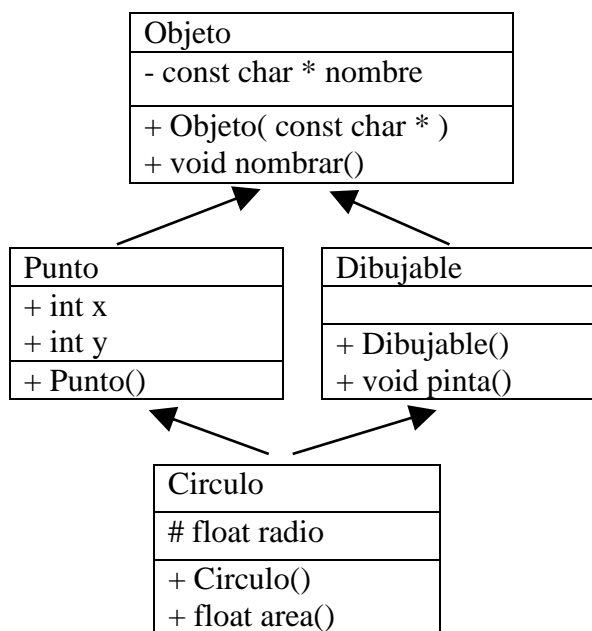 Objeto
- const char * nombre
+ Objeto( const char * )
+ void nombrar()
Punto
+ int x
+ int y
+ Punto()
Dibujable
+ Dibujable()
+ void pinta()
Circulo
# float radio
+ Circulo()
+ float area()